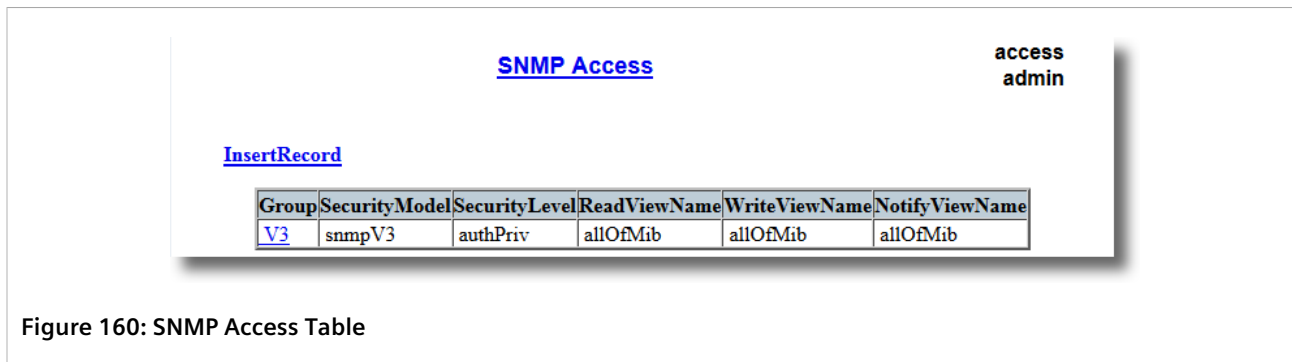 SNMP Access
access
admin
InsertRecord
Group SecurityModel SecurityLevel ReadViewName WriteViewName NotifyViewName
V3 snmpV3 authPriv allOfMib allOfMib allOfMib
Figure 160: SNMP Access Table